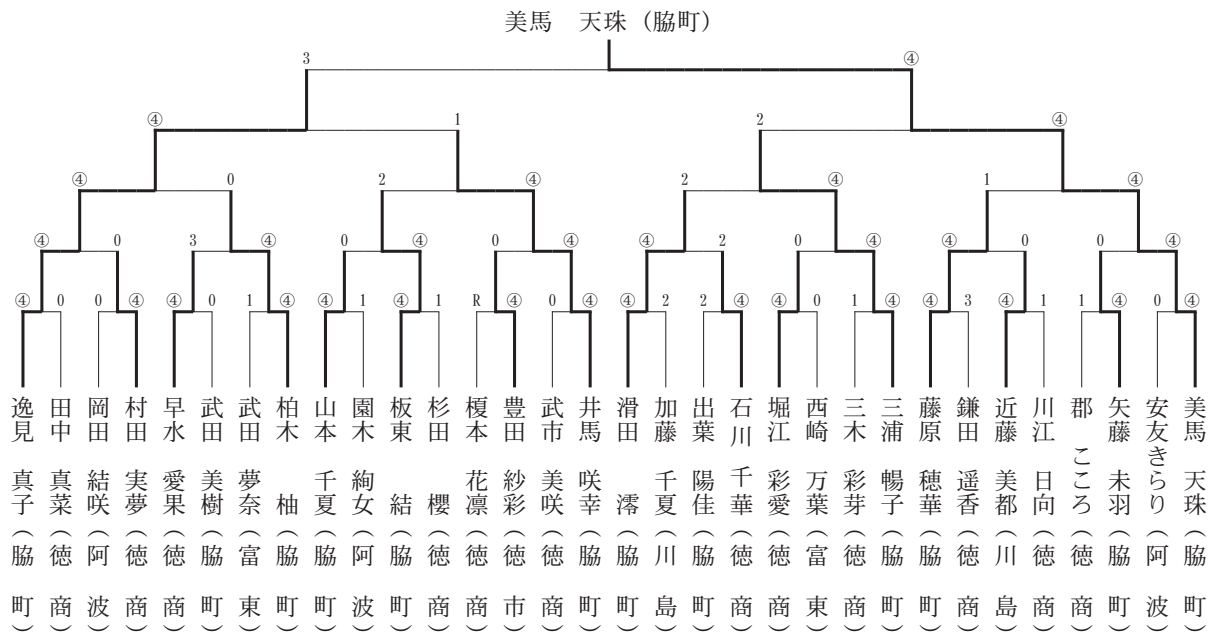 美馬 天珠 (脇町)
3 ④
④ 1 2 ④
④ 0 2 ④ 2 ④ 1 ④
④ 0 3 ④ 0 ④ 0 ④ ④ 2 0 ④ ④ 0 0 ④
④ 0 0 ④ ④ 0 1 ④ ④ 1 ④ 1 R ④ 0 ④ ④ 2 2 ④ ④ 0 1 ④ ④ 3 ④ 1 1 ④ 0 ④
逸見 真子(脇町)
田中 真菜(徳商)
岡田 結咲(阿波)
村田 実夢(徳商)
早水 愛果(徳商)
武田 美樹(脇町)
武田 夢奈(富東)
柏木 柚(脇町)
山本 千夏(脇町)
園木 絢女(阿波)
板東 結(脇町)
杉田 櫻(徳商)
榎本 花凛(徳商)
豊田 紗彩(徳市)
武市 美咲(徳商)
井馬 咲幸(脇町)
滑田 澪(脇町)
加藤 千夏(川島)
出葉 陽佳(脇町)
石川 千華(徳商)
堀江 彩愛(徳商)
西崎 万葉(富東)
三木 彩芽(徳商)
三浦 暢子(脇町)
藤原 穂華(脇町)
鎌田 遥香(徳商)
近藤 美都(川島)
川江 日向(徳商)
郡 こころ(徳商)
矢藤 未羽(脇町)
安友きらり(阿波)
美馬 天珠(脇町)